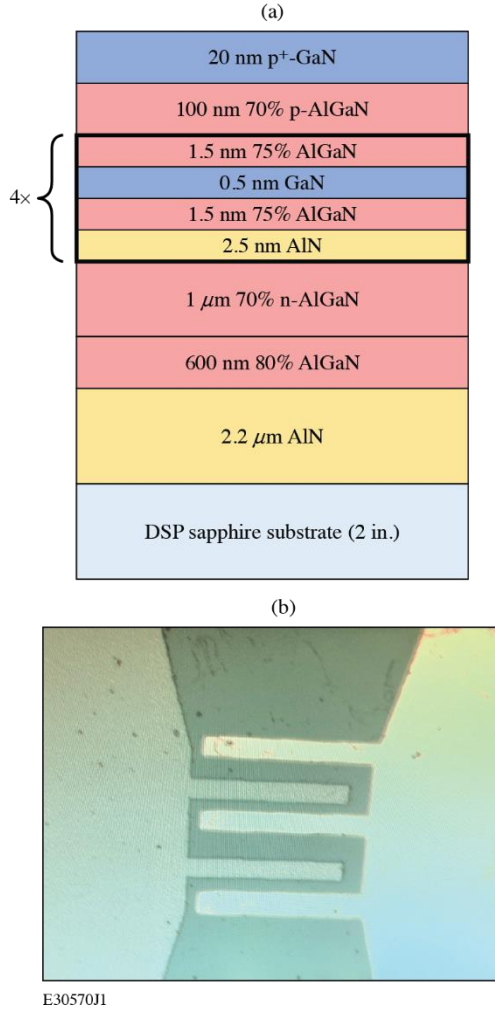 (a)
20 nm p⁺-GaN
100 nm 70% p-AlGaN
1.5 nm 75% AlGaN
4×
0.5 nm GaN
1.5 nm 75% AlGaN
2.5 nm AlN
1 μm 70% n-AlGaN
600 nm 80% AlGaN
2.2 μm AlN
DSP sapphire substrate (2 in.)
(b)
E30570J1